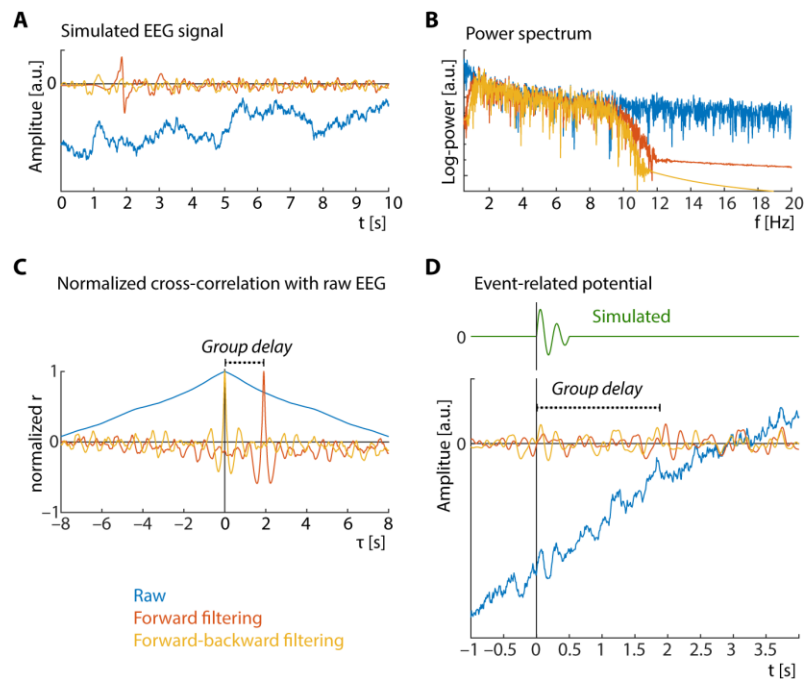 A
Simulated EEG signal
Amplitue [a.u.]
0
0 1 2 3 4 5 6 7 8 9 10
t [s]
B
Power spectrum
Log-power [a.u.]
2 4 6 8 10 12 14 16 18 20
f [Hz]
C
Normalized cross-correlation with raw EEG
Group delay
normalized r
1
0
−1
−8 −6 −4 −2 0 2 4 6 8
τ [s]
Raw
Forward filtering
Forward-backward filtering
D
Event-related potential
Simulated
0
Group delay
Amplitue [a.u.]
0
−1 −0.5 0 0.5 1 1.5 2 2.5 3 3.5
t [s]